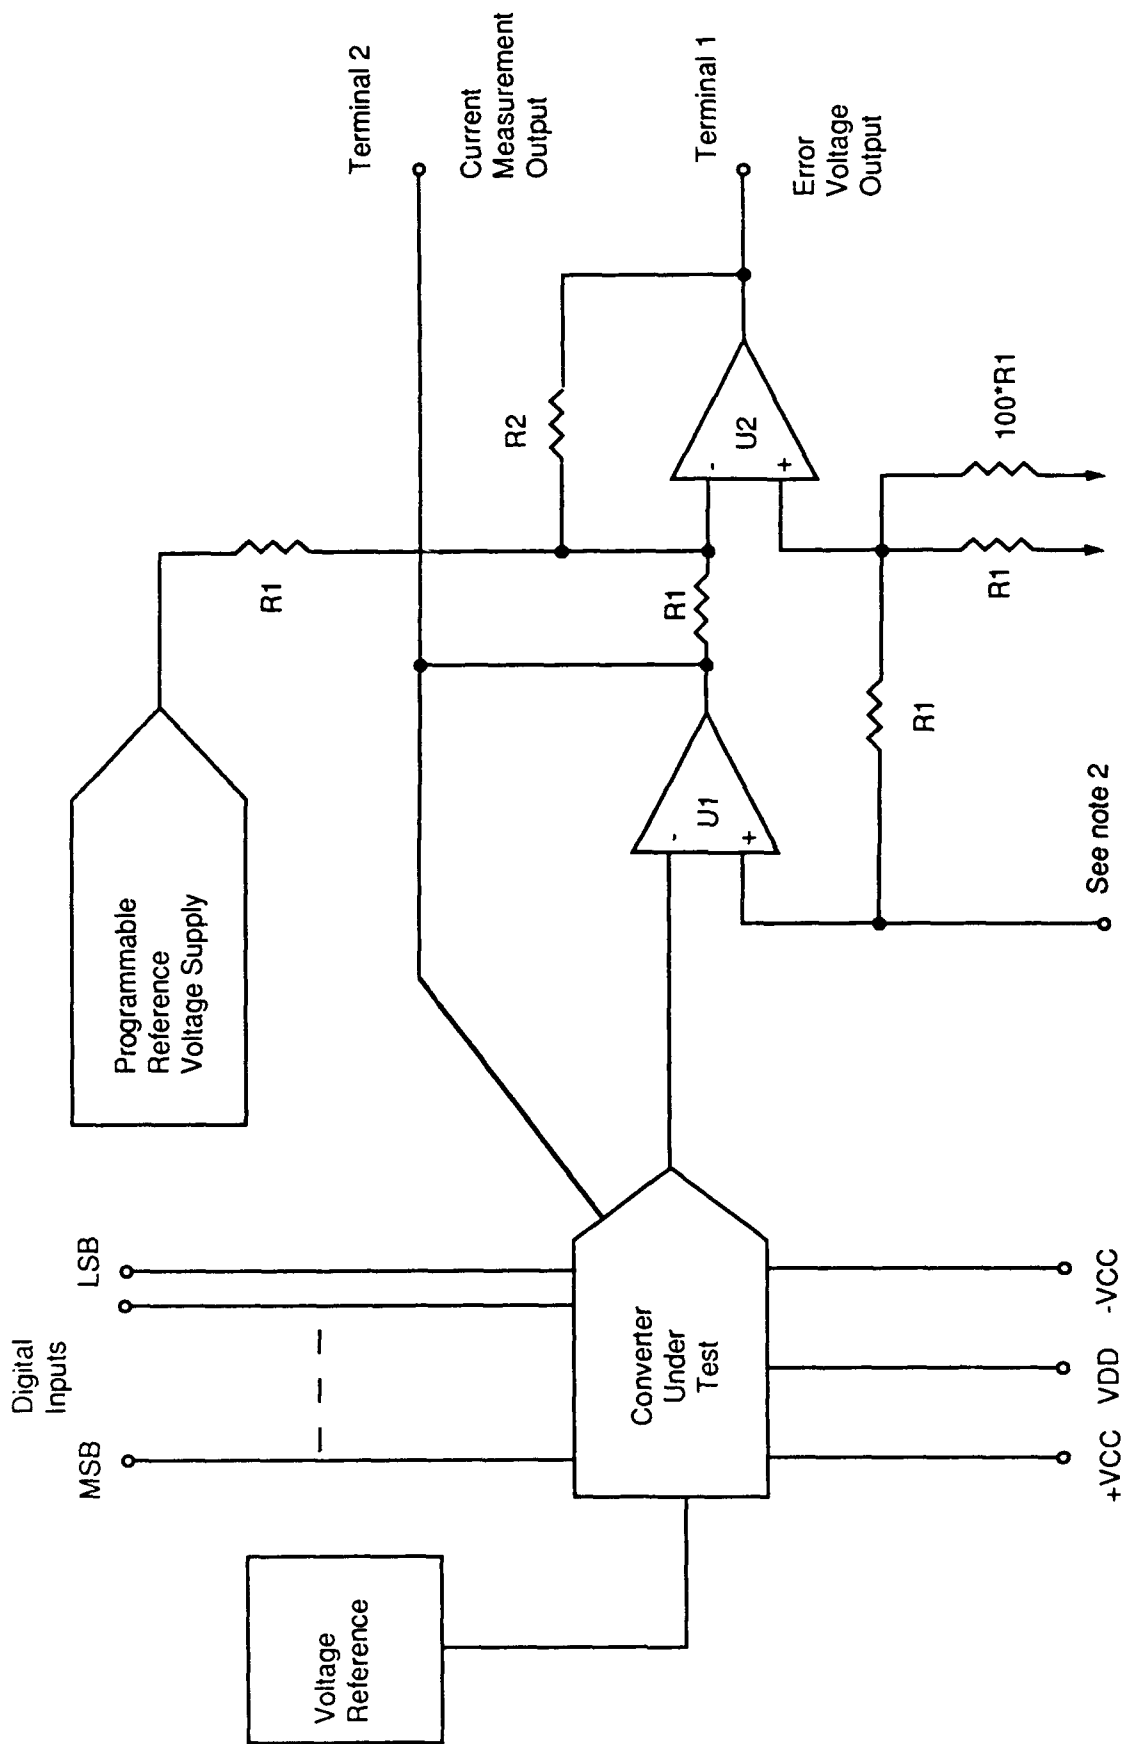 Voltage
Reference
MSB
Digital
Inputs
LSB
Converter
Under
Test
+VCC
VDD
-VCC
Programmable
Reference
Voltage Supply
R1
Terminal 2
Current
Measurement
Output
R2
-
+
U1
R1
-
+
U2
Terminal 1
Error
Voltage
Output
See note 2
R1
R1
100*R1